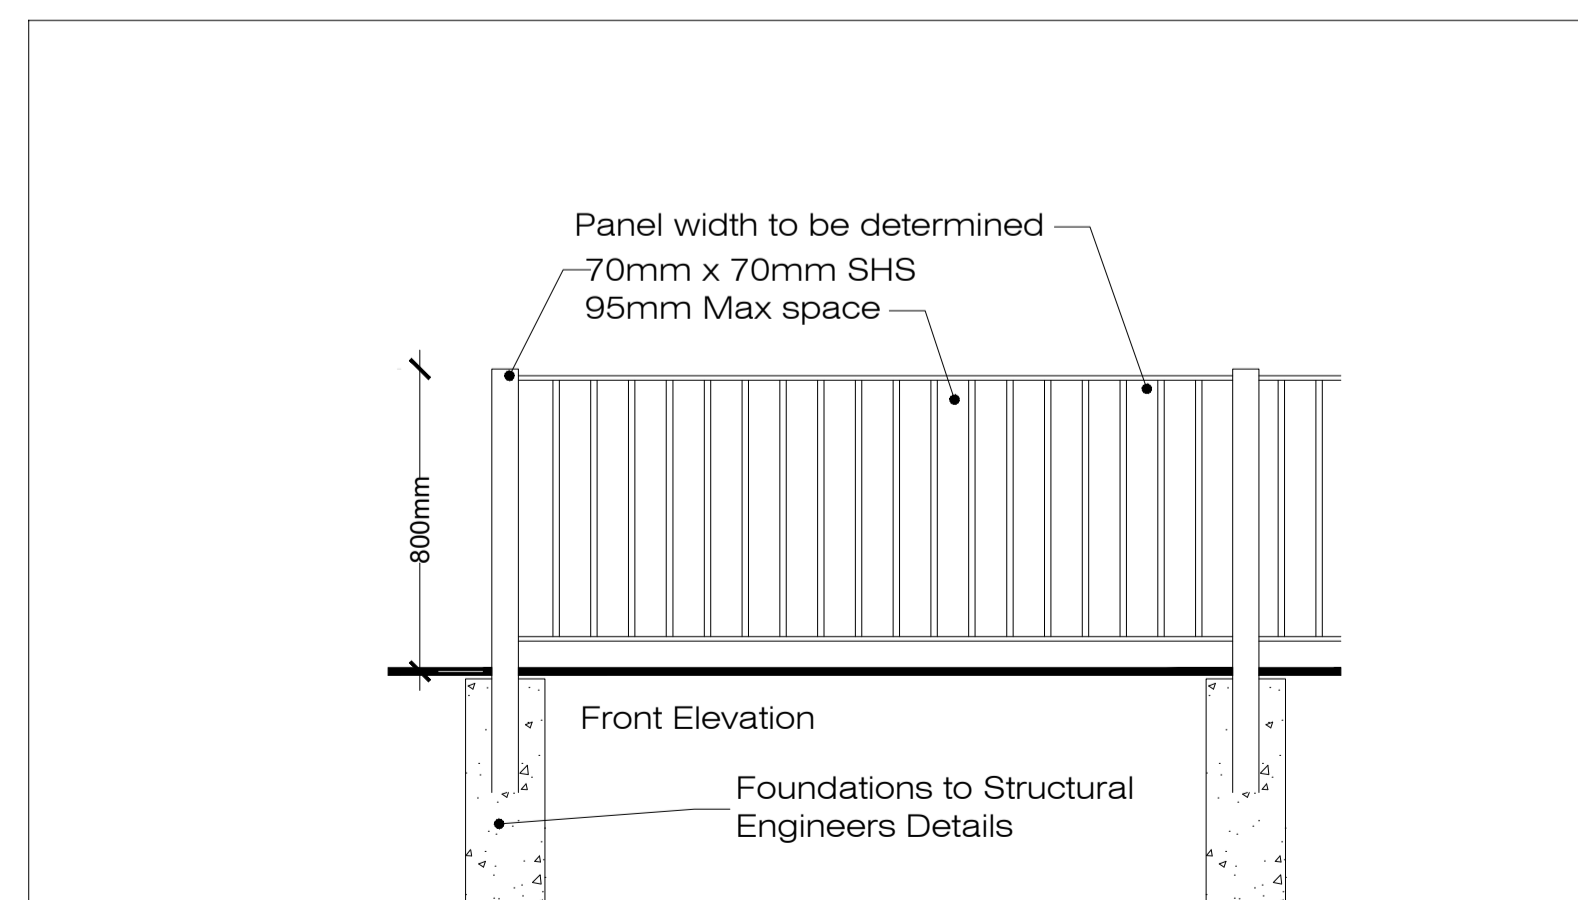 Panel width to be determined
70mm x 70mm SHS
95mm Max space
800mm
Front Elevation
Foundations to Structural
Engineers Details